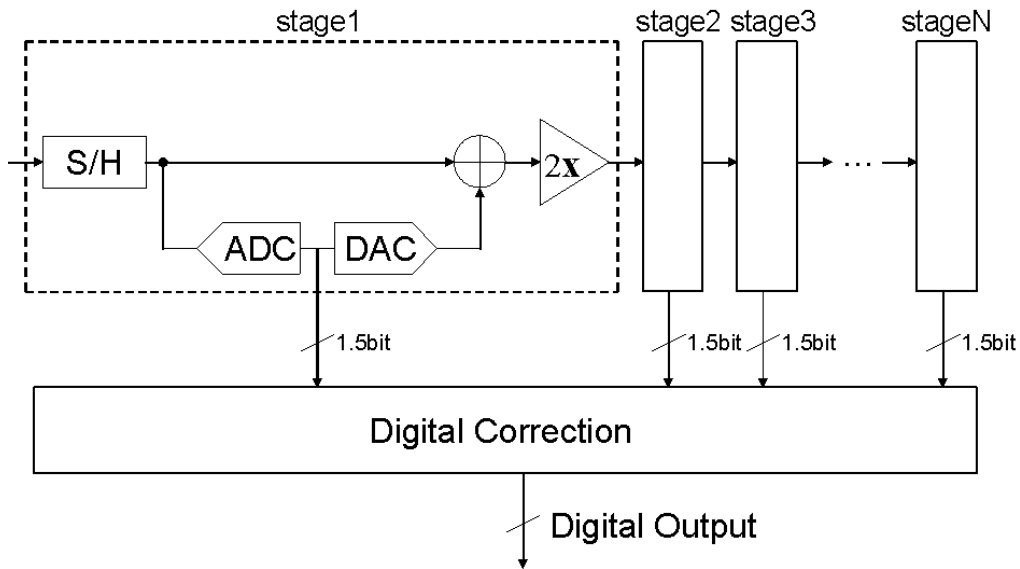 stage1
stage2
stage3
stageN
S/H
2x
...
ADC
DAC
1.5bit
1.5bit
1.5bit
1.5bit
Digital Correction
Digital Output